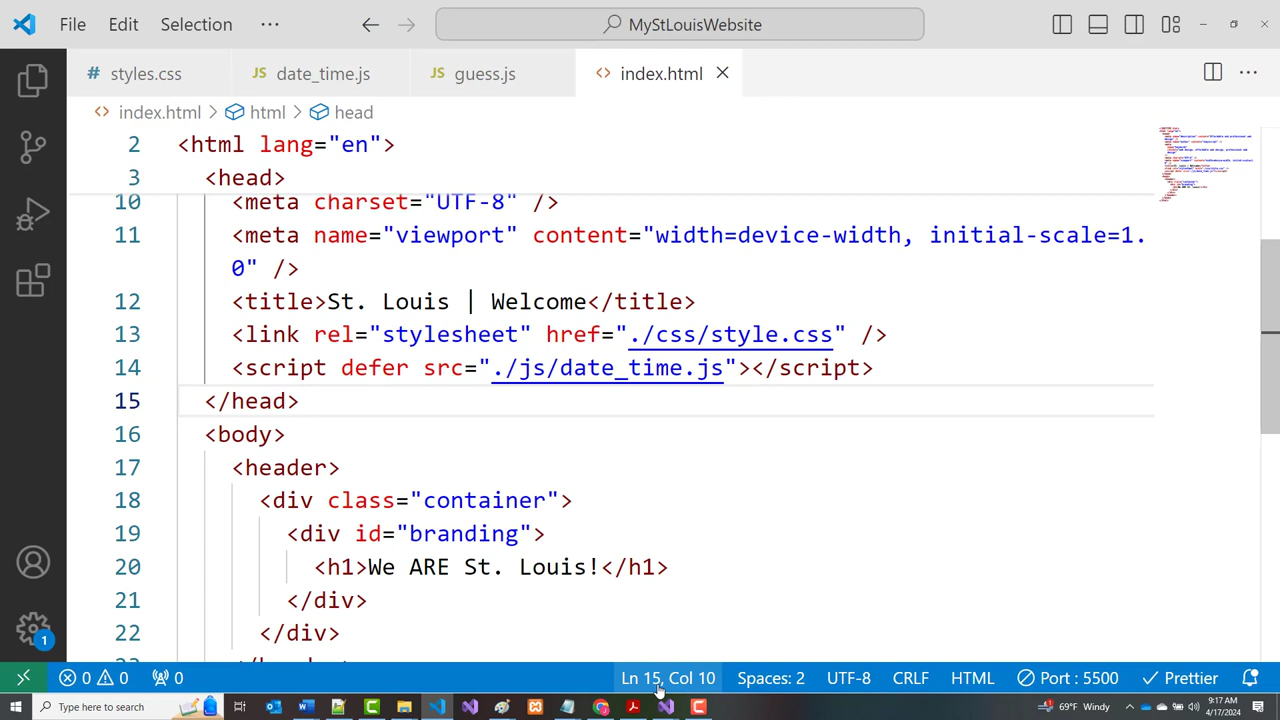 File Edit Selection ··· MyStLouisWebsite
# styles.css JS date_time.js JS guess.js <> index.html
<> index.html > html > head
2 <html lang="en">
3 <head>
10 <meta charset="UTF-8" />
11 <meta name="viewport" content="width=device-width, initial-scale=1.
0" />
12 <title>St. Louis | Welcome</title>
13 <link rel="stylesheet" href="./css/style.css" />
14 <script defer src="./js/date_time.js"></script>
15 </head>
16 <body>
17 <header>
18 <div class="container">
19 <div id="branding">
20 <h1>We ARE St. Louis!</h1>
21 </div>
22 </div>
1
0 0 0 Ln 15, Col 10 Spaces: 2 UTF-8 CRLF HTML Port : 5500 Prettier
Type here to search 69°F Windy 9:17 AM
4/17/2024